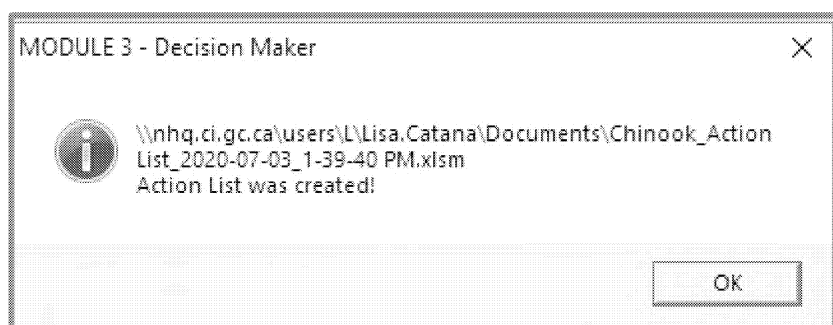 MODULE 3 - Decision Maker
\\nhq.ci.gc.ca\users\L\Lisa.Catana\Documents\Chinook_Action
List_2020-07-03_1-39-40 PM.xlsm
Action List was created!
OK